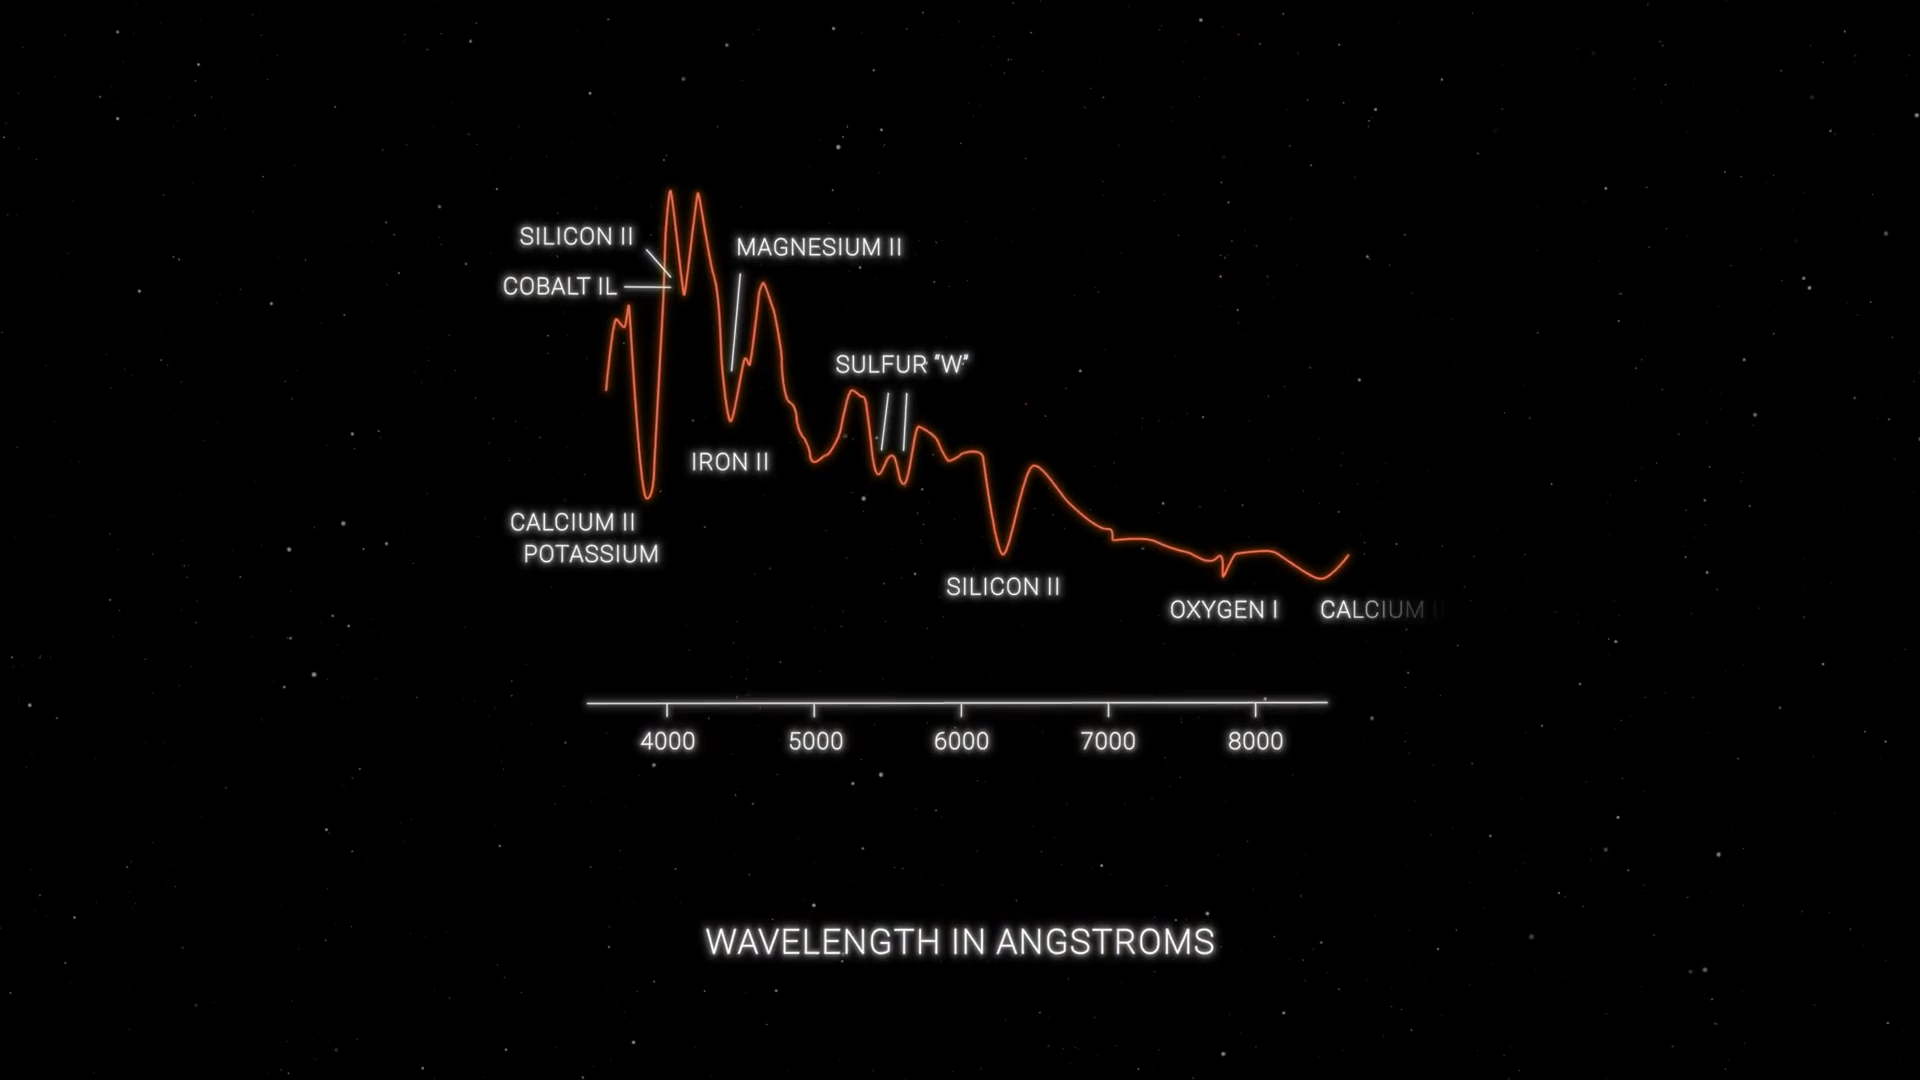 SILICON II
MAGNESIUM II
COBALT IL
SULFUR "W"
IRON II
CALCIUM II
POTASSIUM
SILICON II
OXYGEN I
CALCIUM II
4000 5000 6000 7000 8000
WAVELENGTH IN ANGSTROMS